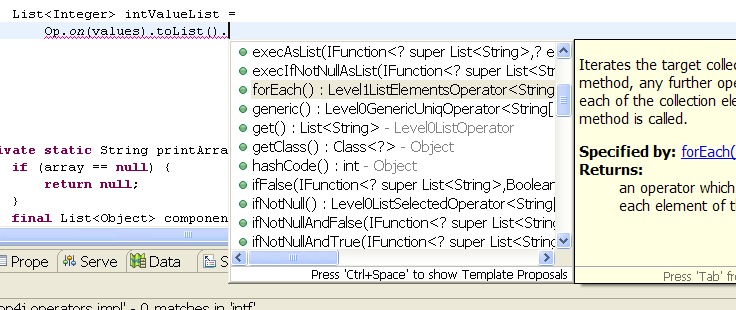 List<Integer> intValueList =
Op.on(values).toList().
execAsList(IFunction<? super List<String>,? e
execIfNotNullAsList(IFunction<? super List<Str
forEach() : Level1ListElementsOperator<String
generic() : Level0GenericUniqOperator<String[
get() : List<String> - Level0ListOperator
getClass() : Class<?> - Object
hashCode() : int - Object
ifFalse(IFunction<? super List<String>,Boolean
ifNotNull() : Level0ListSelectedOperator<String[
ifNotNullAndFalse(IFunction<? super List<String
ifNotNullAndTrue(IFunction<? super List<String>
Press 'Ctrl+Space' to show Template Proposals
Iterates the target collec
method, any further ope
each of the collection ele
method is called.
Specified by: forEach()
Returns:
an operator which
each element of th
Press 'Tab' fro
rivate static String printArra
if (array == null) {
return null;
}
final List<Object> componen
Prope
Serve
Data
S
op4j.operators.impl' - 0 matches in 'intf'